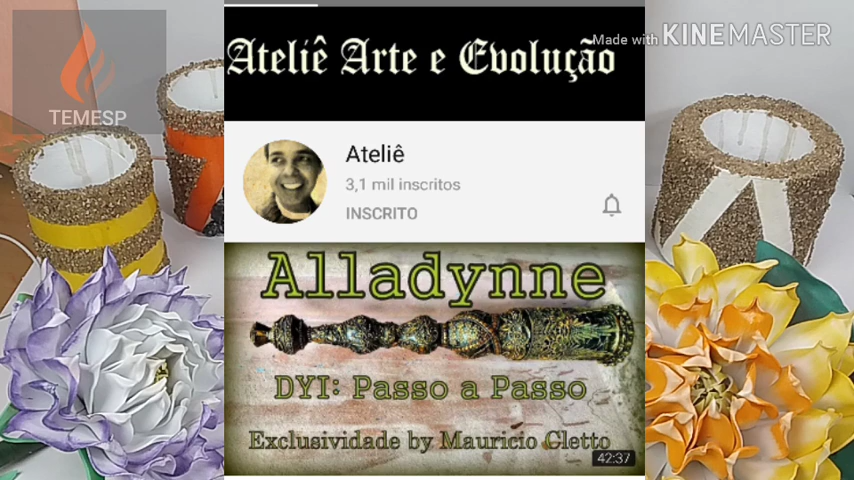 Ateliê Arte e Evolução
Made with KINEMASTER
TEMESP
Ateliê
3,1 mil inscritos
INSCRITO
Alladynne
DYI: Passo a Passo
Exclusividade by Mauricio Cletto
42:37